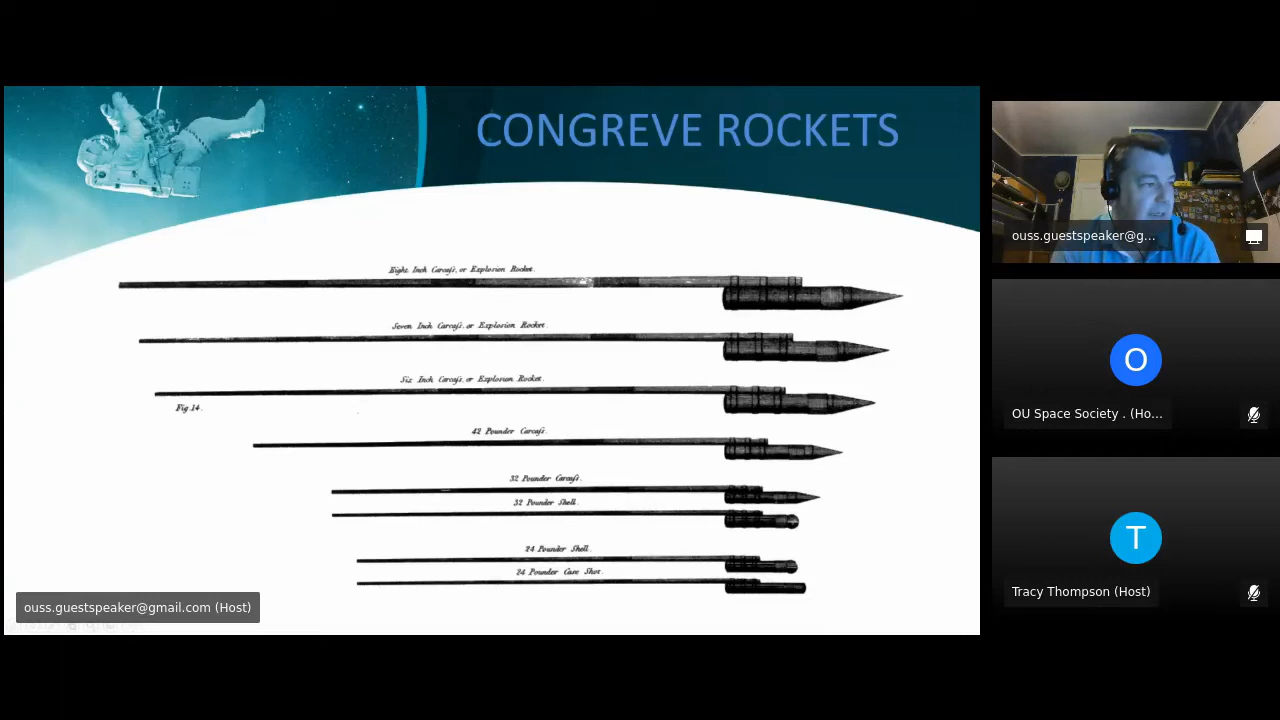 CONGREVE ROCKETS
Eight Inch Carcaſs, or Explosion Rocket.
Seven Inch Carcaſs, or Explosion Rocket.
Six Inch Carcaſs, or Explosion Rocket.
Fig. 14.
42 Pounder Carcaſs.
32 Pounder Carcaſs.
32 Pounder Shell.
24 Pounder Shell.
24 Pounder Case Shot.
ouss.guestspeaker@gmail.com (Host)
ouss.guestspeaker@g...
O
OU Space Society . (Ho...
T
Tracy Thompson (Host)